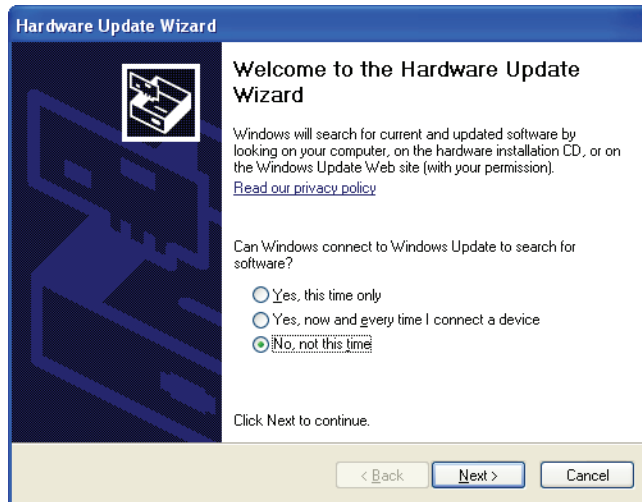 Hardware Update Wizard
Welcome to the Hardware Update
Wizard
Windows will search for current and updated software by
looking on your computer, on the hardware installation CD, or on
the Windows Update Web site (with your permission).
Read our privacy policy
Can Windows connect to Windows Update to search for
software?
Yes, this time only
Yes, now and every time I connect a device
No, not this time
Click Next to continue.
< Back Next > Cancel